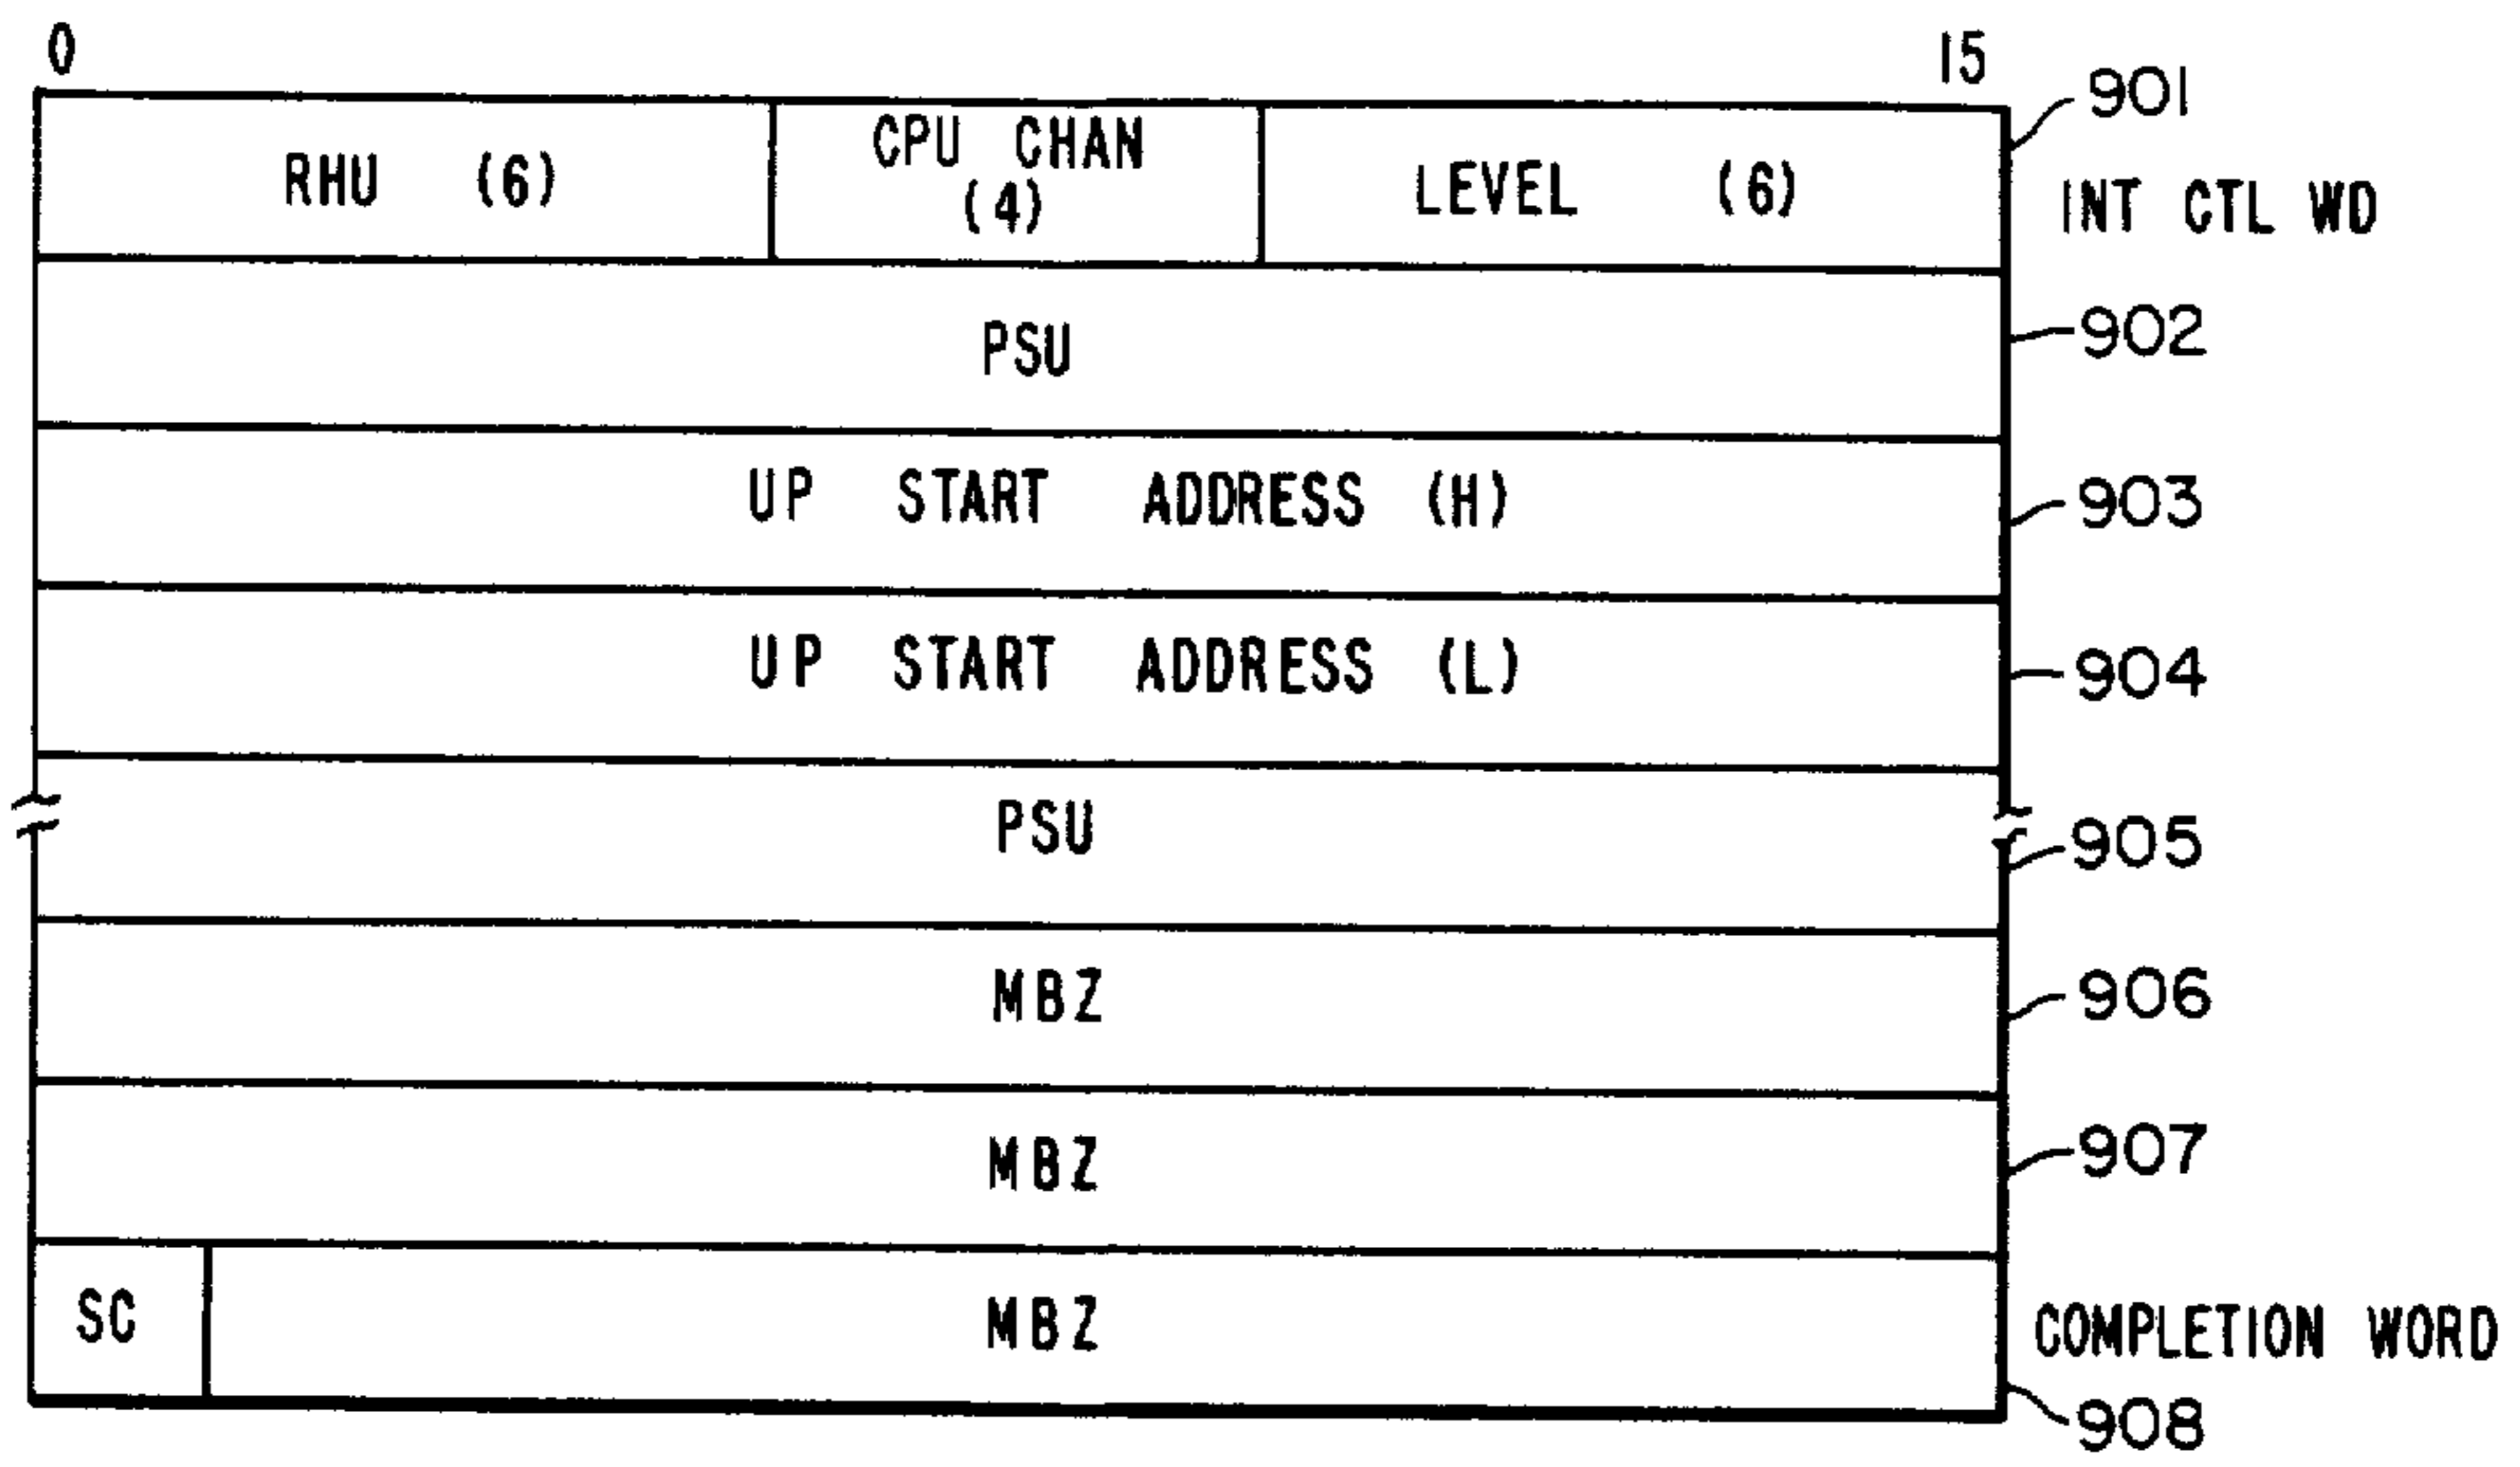 0 15
901
RHU (6) CPU CHAN (4) LEVEL (6) INT CTL WD
PSU 902
UP START ADDRESS (H) 903
UP START ADDRESS (L) 904
PSU 905
MBZ 906
MBZ 907
SC MBZ COMPLETION WORD
908